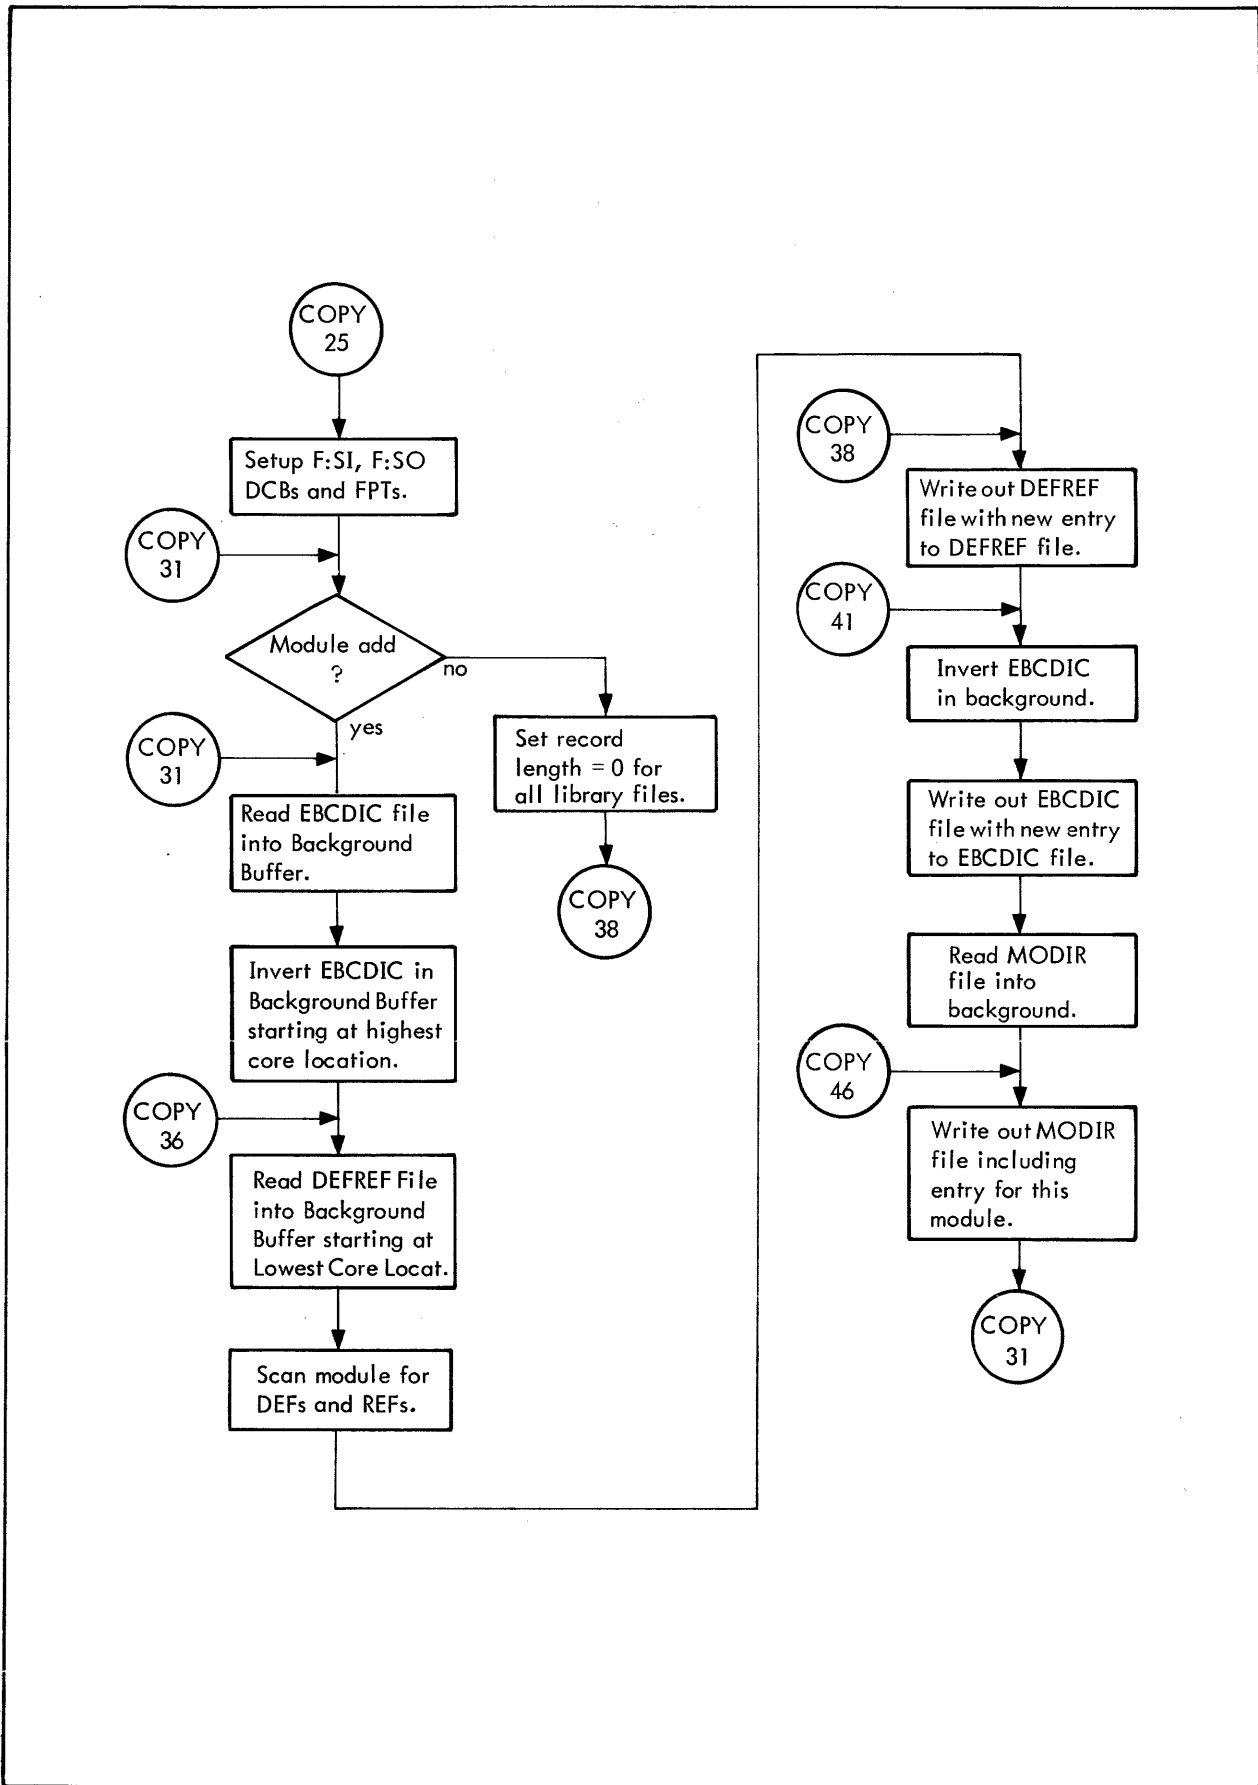 COPY
25
Setup F:SI, F:SO
DCBs and FPTs.
COPY
31
Module add
?
no
yes
Set record
length = 0 for
all library files.
COPY
38
COPY
31
Read EBCDIC file
into Background
Buffer.
Invert EBCDIC in
Background Buffer
starting at highest
core location.
COPY
36
Read DEFREF File
into Background
Buffer starting at
Lowest Core Locat.
Scan module for
DEFs and REFs.
COPY
38
Write out DEFREF
file with new entry
to DEFREF file.
COPY
41
Invert EBCDIC
in background.
Write out EBCDIC
file with new entry
to EBCDIC file.
Read MODIR
file into
background.
COPY
46
Write out MODIR
file including
entry for this
module.
COPY
31